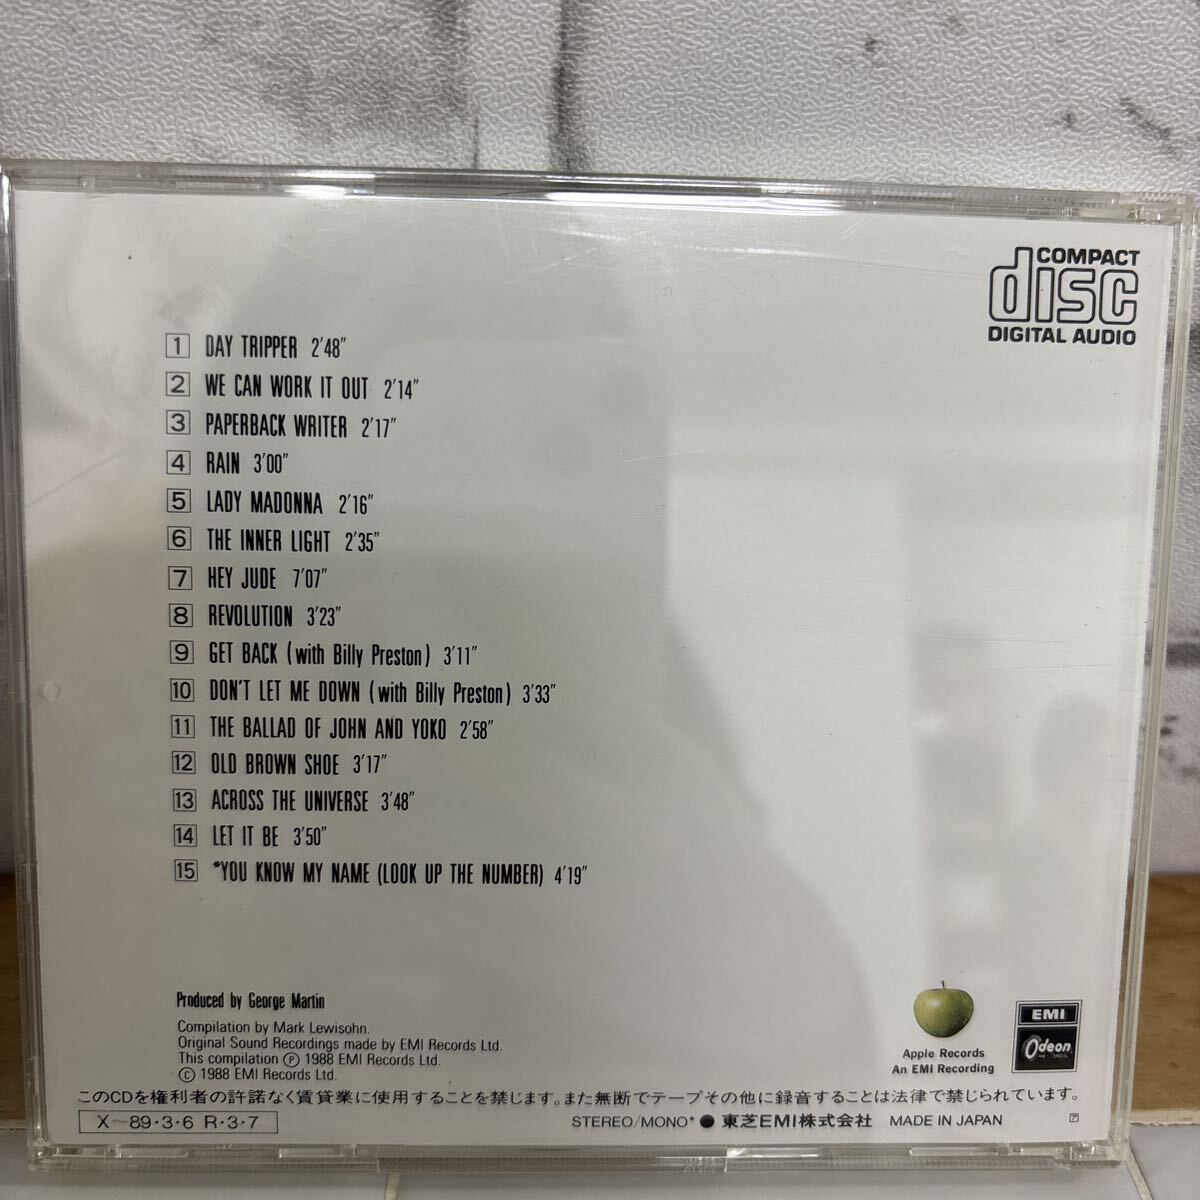 COMPACT
disc
DIGITAL AUDIO
1 DAY TRIPPER 2'48"
2 WE CAN WORK IT OUT 2'14"
3 PAPERBACK WRITER 2'17"
4 RAIN 3'00"
5 LADY MADONNA 2'16"
6 THE INNER LIGHT 2'35"
7 HEY JUDE 7'07"
8 REVOLUTION 3'23"
9 GET BACK (with Billy Preston) 3'11"
10 DON'T LET ME DOWN (with Billy Preston) 3'33"
11 THE BALLAD OF JOHN AND YOKO 2'58"
12 OLD BROWN SHOE 3'17"
13 ACROSS THE UNIVERSE 3'48"
14 LET IT BE 3'50"
15 *YOU KNOW MY NAME (LOOK UP THE NUMBER) 4'19"
Produced by George Martin
Compilation by Mark Lewisohn.
Original Sound Recordings made by EMI Records Ltd.
This compilation Ⓟ 1988 EMI Records Ltd.
© 1988 EMI Records Ltd.
Apple Records
An EMI Recording
EMI
Odeon
RECORDS
このCDを権利者の許諾なく賃貸業に使用することを禁じます。また無断でテープその他に録音することは法律で禁じられています。
X〜89・3・6 R・3・7
STEREO/MONO* ● 東芝EMI株式会社 MADE IN JAPAN
ア